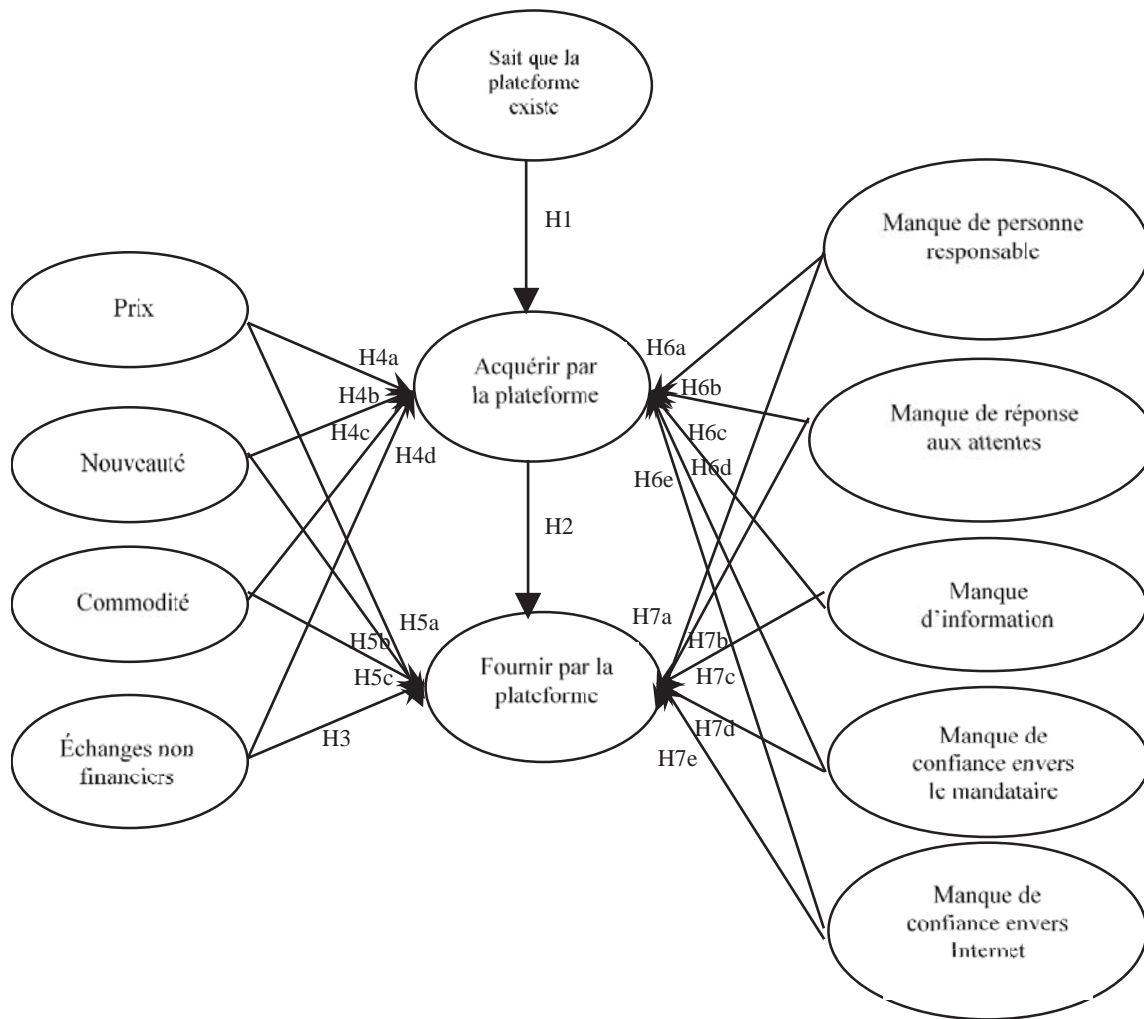 Sait que la
plateforme
existe
H1
Manque de personne
responsable
Prix
H4a
H4b
H4c
H4d
Acquérir par
la plateforme
H6a
H6b
H6c
H6d
H6e
Manque de réponse
aux attentes
Nouveauté
H2
Commodité
Manque
d'information
H5a
H5b
H5c
H3
Fournir par la
plateforme
H7a
H7b
H7c
H7d
H7e
Échanges non
financiers
Manque de
confiance envers
le mandataire
Manque de
confiance envers
Internet